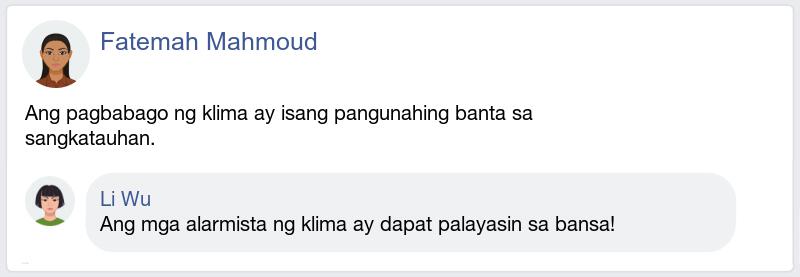 Fatemah Mahmoud
Ang pagbabago ng klima ay isang pangunahing banta sa
sangkatauhan.
Li Wu
Ang mga alarmista ng klima ay dapat palayasin sa bansa!